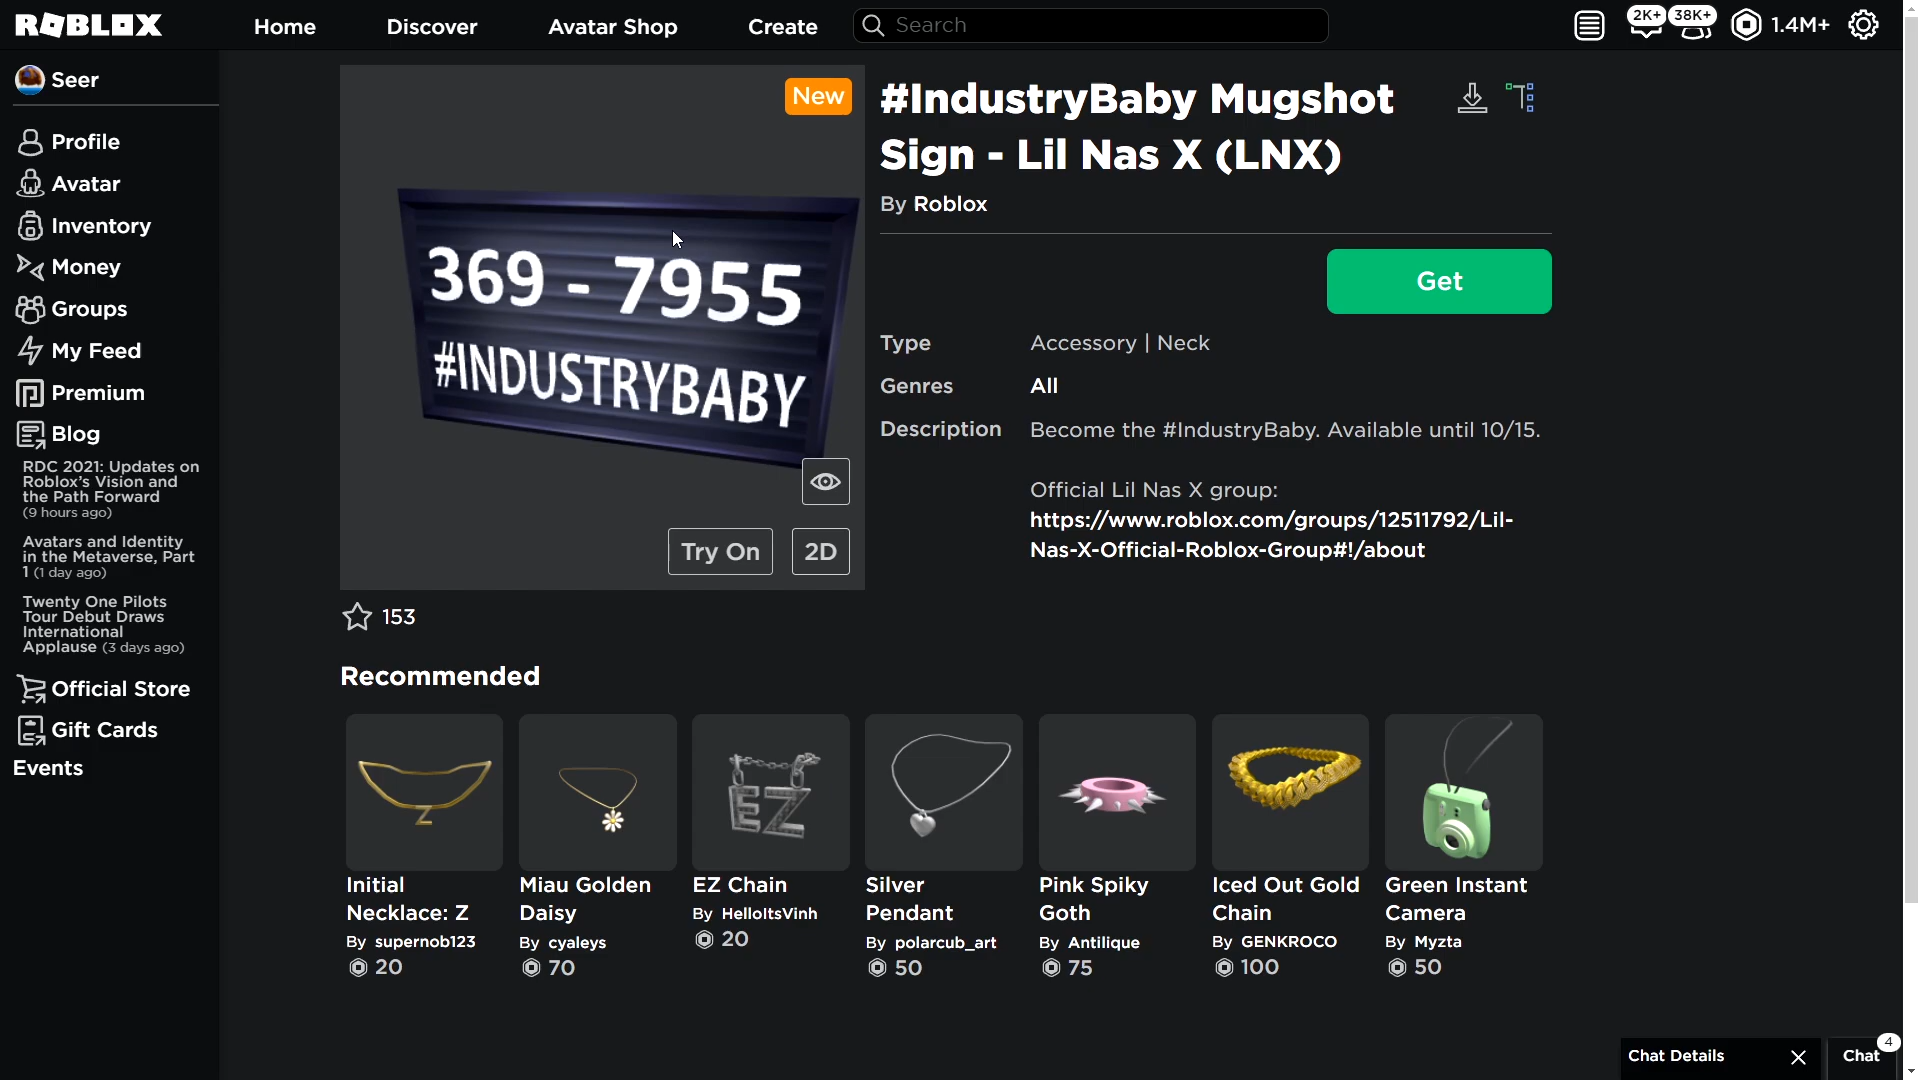 ROBLOX
Home
Discover
Avatar Shop
Create
Search
2K+
38K+
1.4M+
Seer
Profile
Avatar
Inventory
Money
Groups
My Feed
Premium
Blog
RDC 2021: Updates on
Roblox's Vision and
the Path Forward
(9 hours ago)
Avatars and Identity
in the Metaverse, Part
1 (1 day ago)
Twenty One Pilots
Tour Debut Draws
International
Applause (3 days ago)
Official Store
Gift Cards
Events
New
369 - 7955
#INDUSTRYBABY
Try On
2D
153
#IndustryBaby Mugshot
Sign - Lil Nas X (LNX)
By Roblox
Get
Type
Accessory | Neck
Genres
All
Description
Become the #IndustryBaby. Available until 10/15.
Official Lil Nas X group:
https://www.roblox.com/groups/12511792/Lil-
Nas-X-Official-Roblox-Group#!/about
Recommended
Z
Initial
Necklace: Z
By supernob123
20
Miau Golden
Daisy
By cyaleys
70
EZ
EZ Chain
By HelloItsVinh
20
Silver
Pendant
By polarcub_art
50
Pink Spiky
Goth
By Antilique
75
Iced Out Gold
Chain
By GENKROCO
100
Green Instant
Camera
By Myzta
50
Chat Details
Chat
4